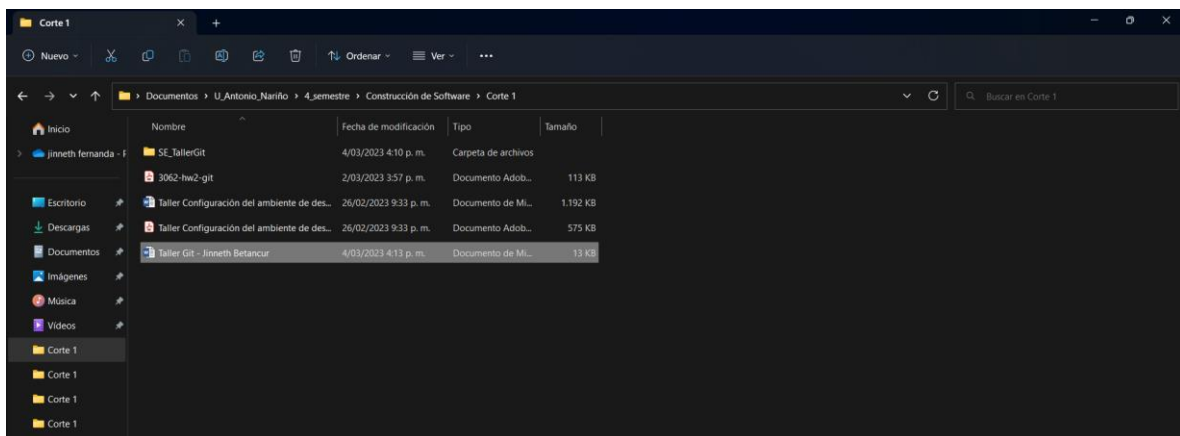 Corte 1
Nuevo
Ordenar
Ver
Documentos > U_Antonio_Nariño > 4_semestre > Construcción de Software > Corte 1
Buscar en Corte 1
Inicio
jinneth fernanda -
Escritorio
Descargas
Documentos
Imágenes
Música
Vídeos
Corte 1
Corte 1
Corte 1
Corte 1
Nombre Fecha de modificación Tipo Tamaño
SE_TallerGit 4/03/2023 4:10 p. m. Carpeta de archivos
3062-hw2-git 2/03/2023 3:57 p. m. Documento Adob... 113 KB
Taller Configuración del ambiente de des... 26/02/2023 9:33 p. m. Documento de Mi... 1.192 KB
Taller Configuración del ambiente de des... 26/02/2023 9:33 p. m. Documento Adob... 575 KB
Taller Git - Jinneth Betancur 4/03/2023 4:13 p. m. Documento de Mi... 13 KB